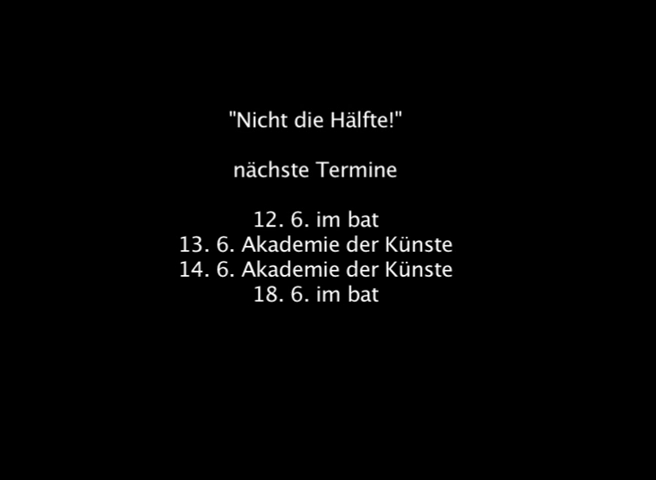 "Nicht die Hälfte!"
nächste Termine
12. 6. im bat
13. 6. Akademie der Künste
14. 6. Akademie der Künste
18. 6. im bat